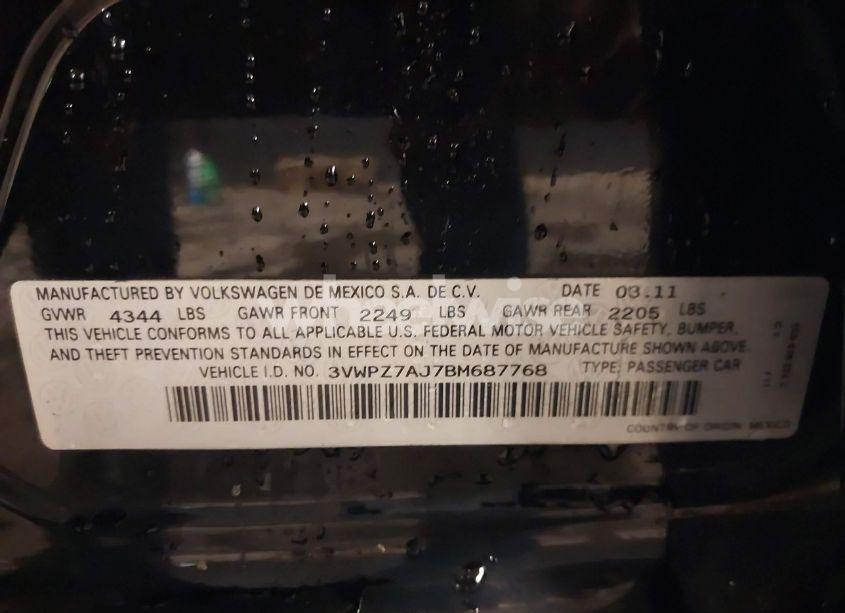 MANUFACTURED BY VOLKSWAGEN DE MEXICO S.A. DE C.V. DATE 03.11
GVWR 4344 LBS GAWR FRONT 2249 LBS GAWR REAR 2205 LBS
THIS VEHICLE CONFORMS TO ALL APPLICABLE U.S. FEDERAL MOTOR VEHICLE SAFETY, BUMPER,
AND THEFT PREVENTION STANDARDS IN EFFECT ON THE DATE OF MANUFACTURE SHOWN ABOVE.
VEHICLE I.D. NO. 3VWPZ7AJ7BM687768 TYPE: PASSENGER CAR
COUNTRY OF ORIGIN: MEXICO